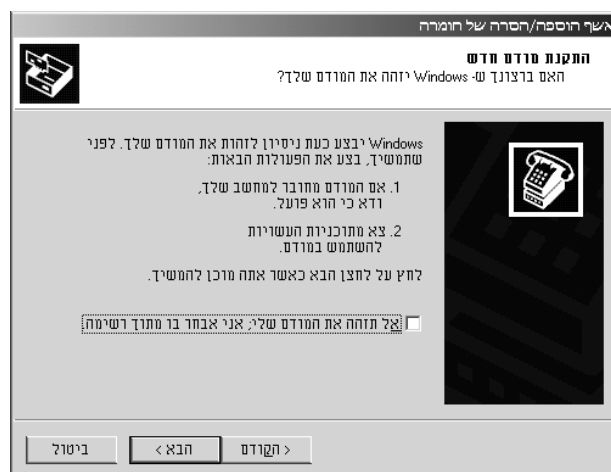 אשף הוספה/הסרה של חומרה
התקנת מודם חדש
האם ברצונך ש- Windows יזהה את המודם שלך?
Windows יבצע כעת ניסיון לזהות את המודם שלך. לפני
שתמשיך, בצע את הפעולות הבאות:
1. אם המודם מחובר למחשב שלך,
ודא כי הוא פועל.
2. צא מתוכניות העשויות
להשתמש במודם.
לחץ על לחצן הבא כאשר אתה מוכן להמשיך.
אל תזהה את המודם שלי; אני אבחר בו מתוך רשימה.
< הקודם הבא > ביטול